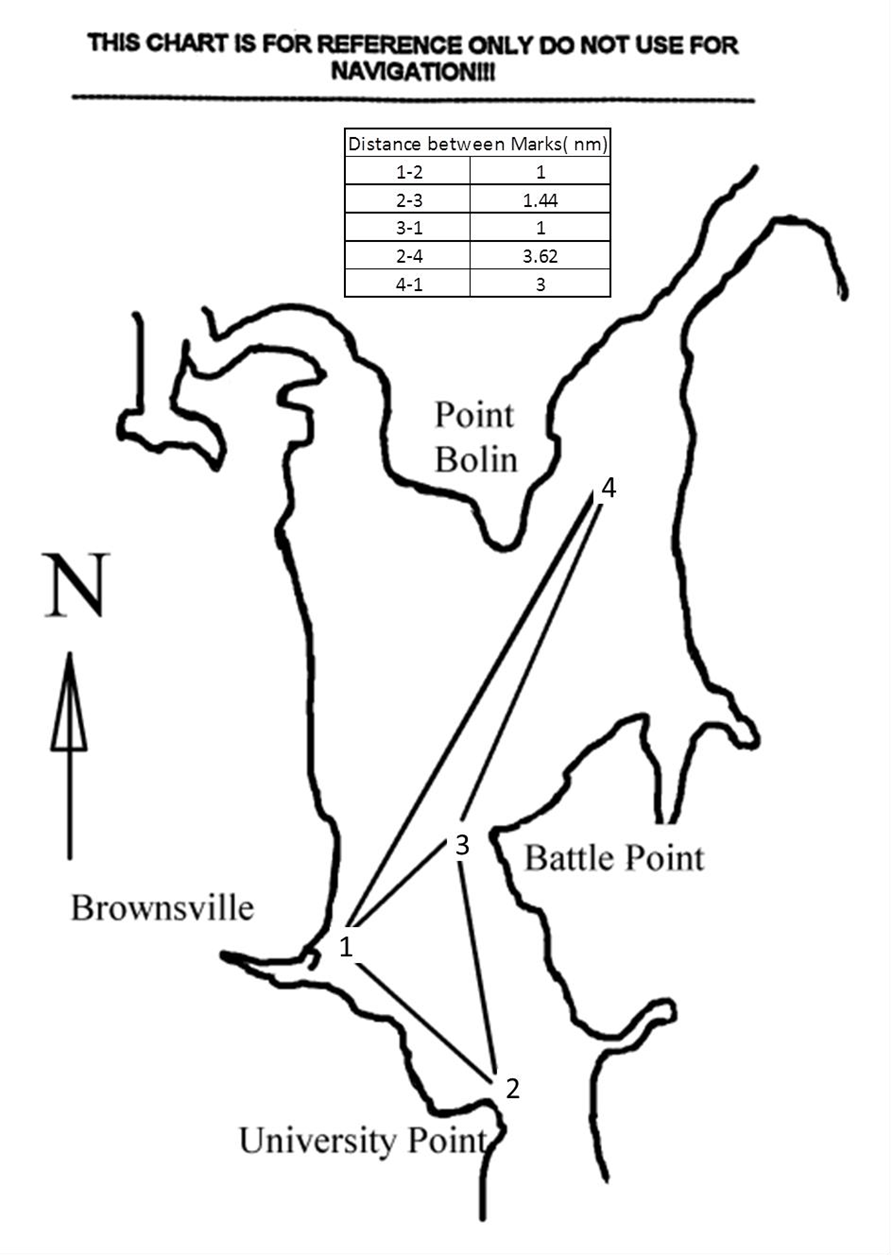 THIS CHART IS FOR REFERENCE ONLY DO NOT USE FOR
NAVIGATION!!!
Distance between Marks( nm)
1-2 1
2-3 1.44
3-1 1
2-4 3.62
4-1 3
Point
Bolin
4
N
3
Battle Point
Brownsville
1
2
University Point